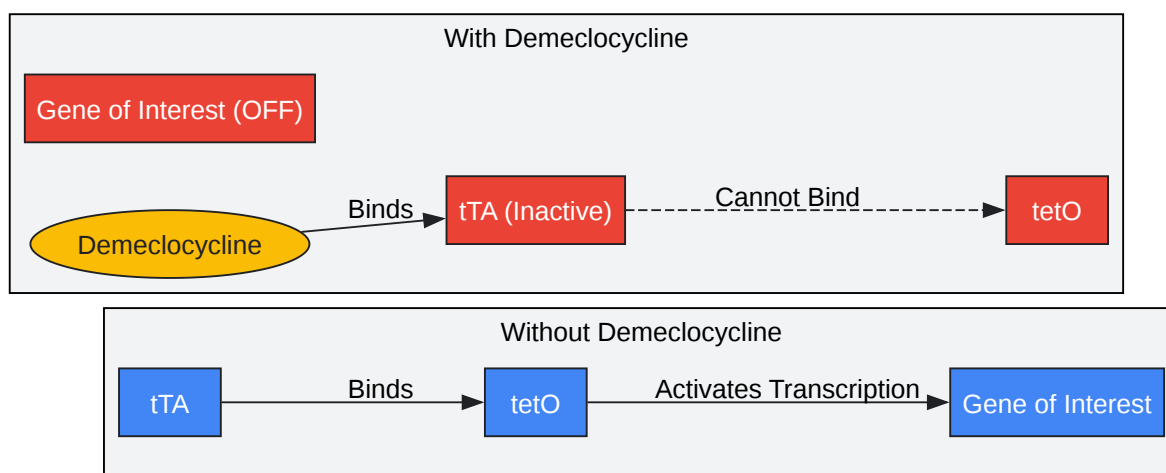 With Demeclocycline
Gene of Interest (OFF)
Binds
tTA (Inactive)
Cannot Bind
tetO
Demeclocycline
Without Demeclocycline
tTA
Binds
tetO
Activates Transcription
Gene of Interest